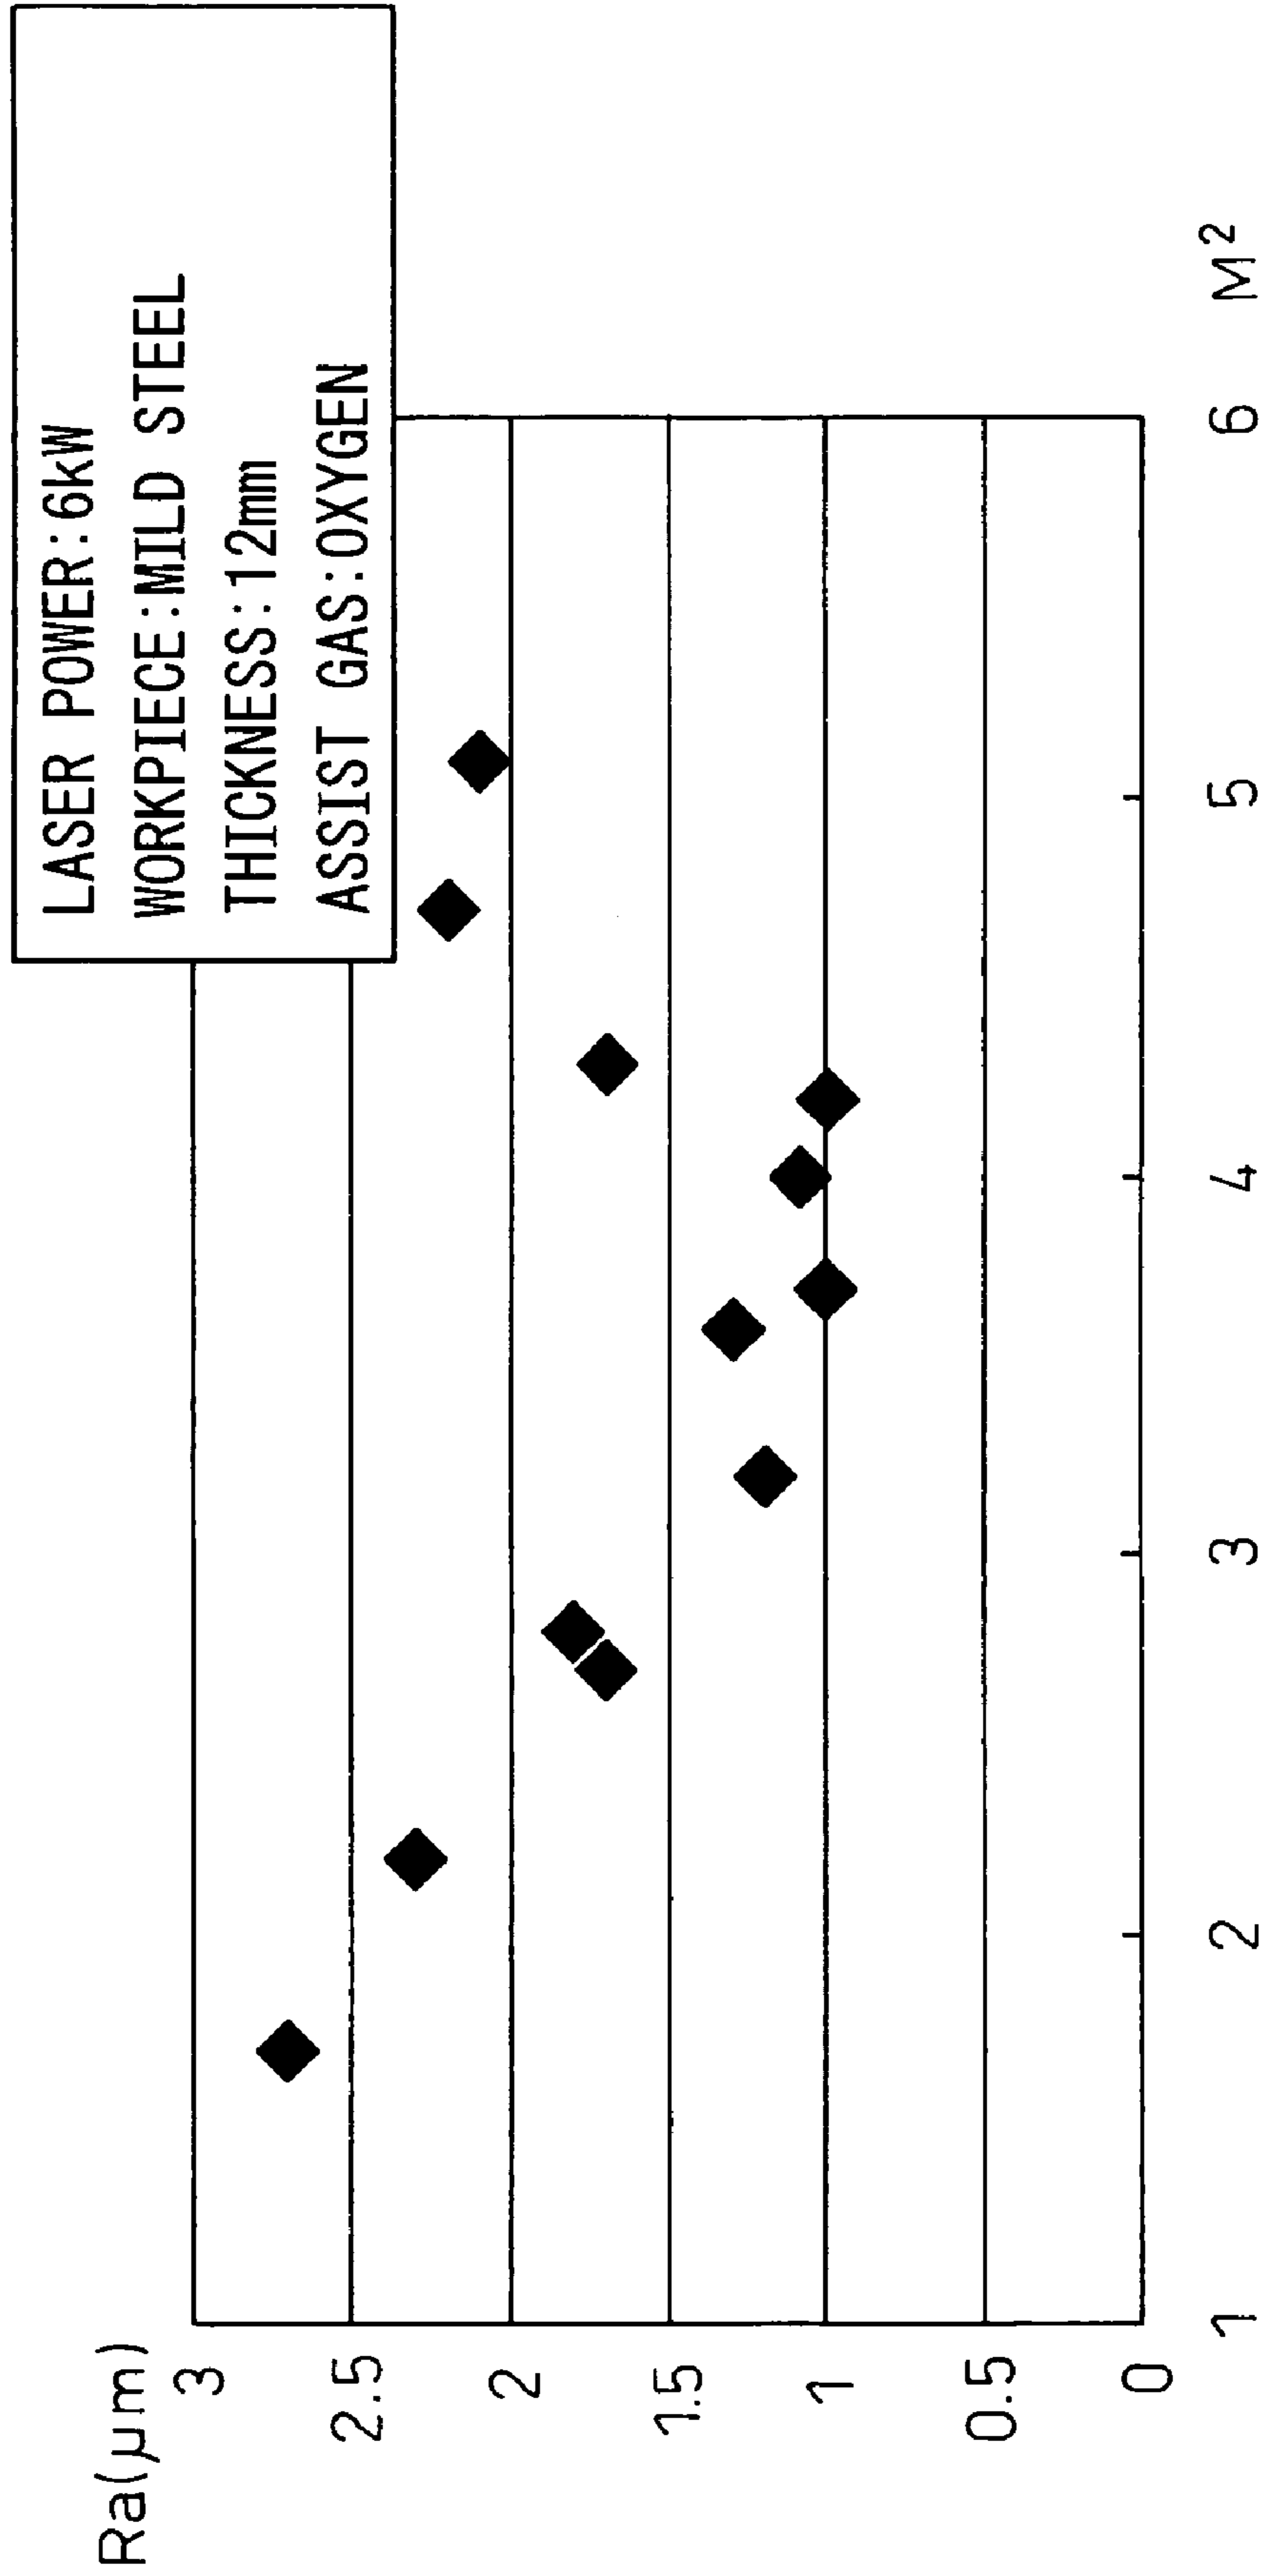 LASER POWER:6kW
WORKPIECE:MILD STEEL
THICKNESS:12mm
ASSIST GAS:OXYGEN
Ra(μm)
3
2.5
2
1.5
1
0.5
0
1 2 3 4 5 6 M²